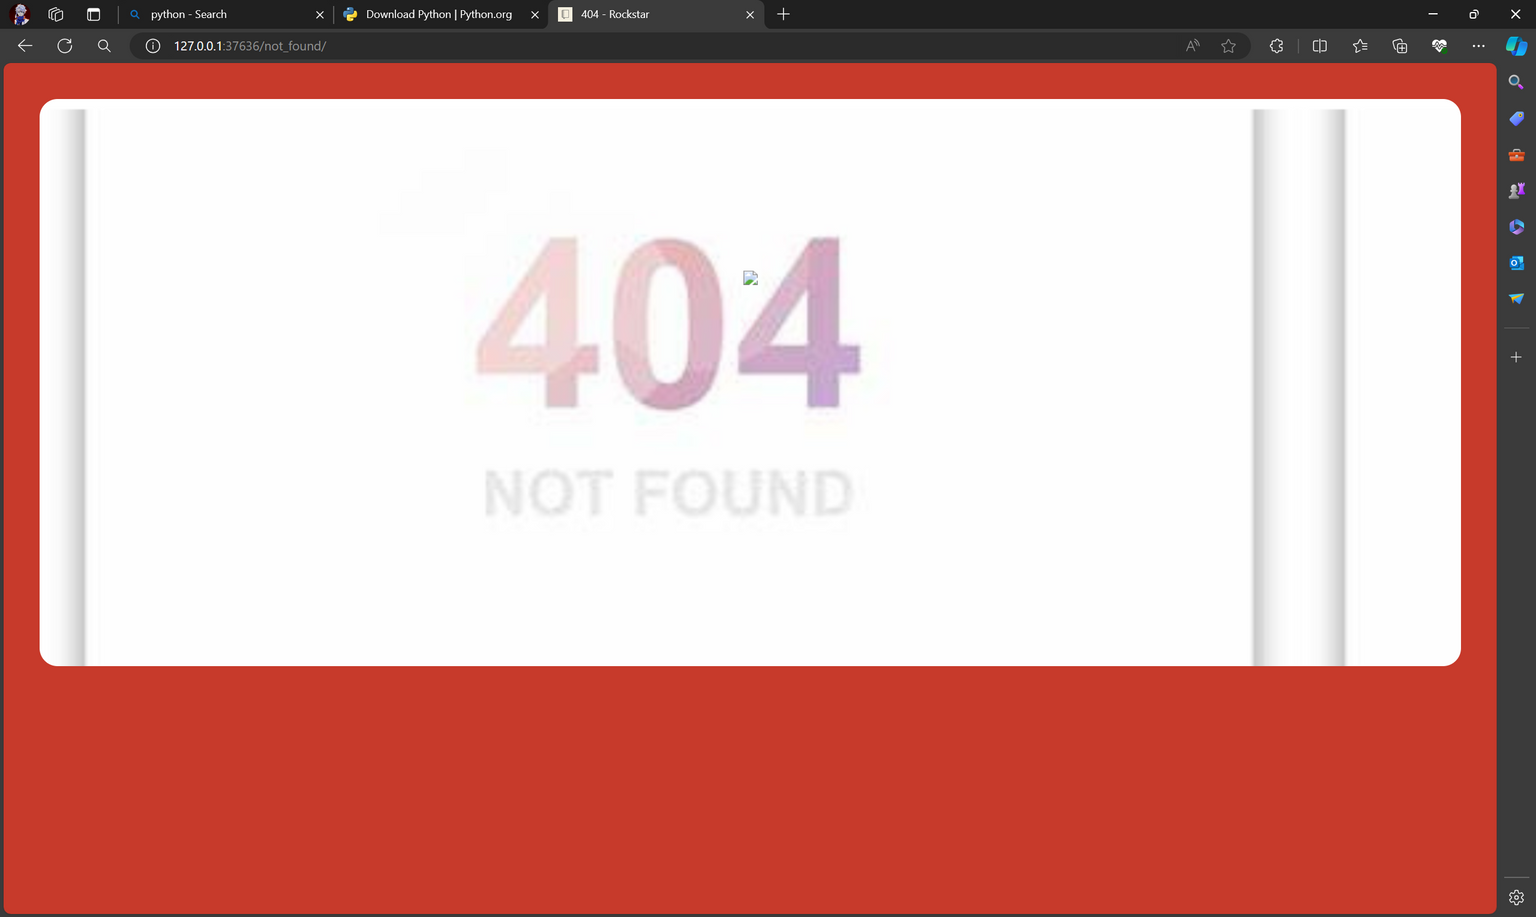 python - Search
Download Python | Python.org
404 - Rockstar
127.0.0.1:37636/not_found/
404
NOT FOUND